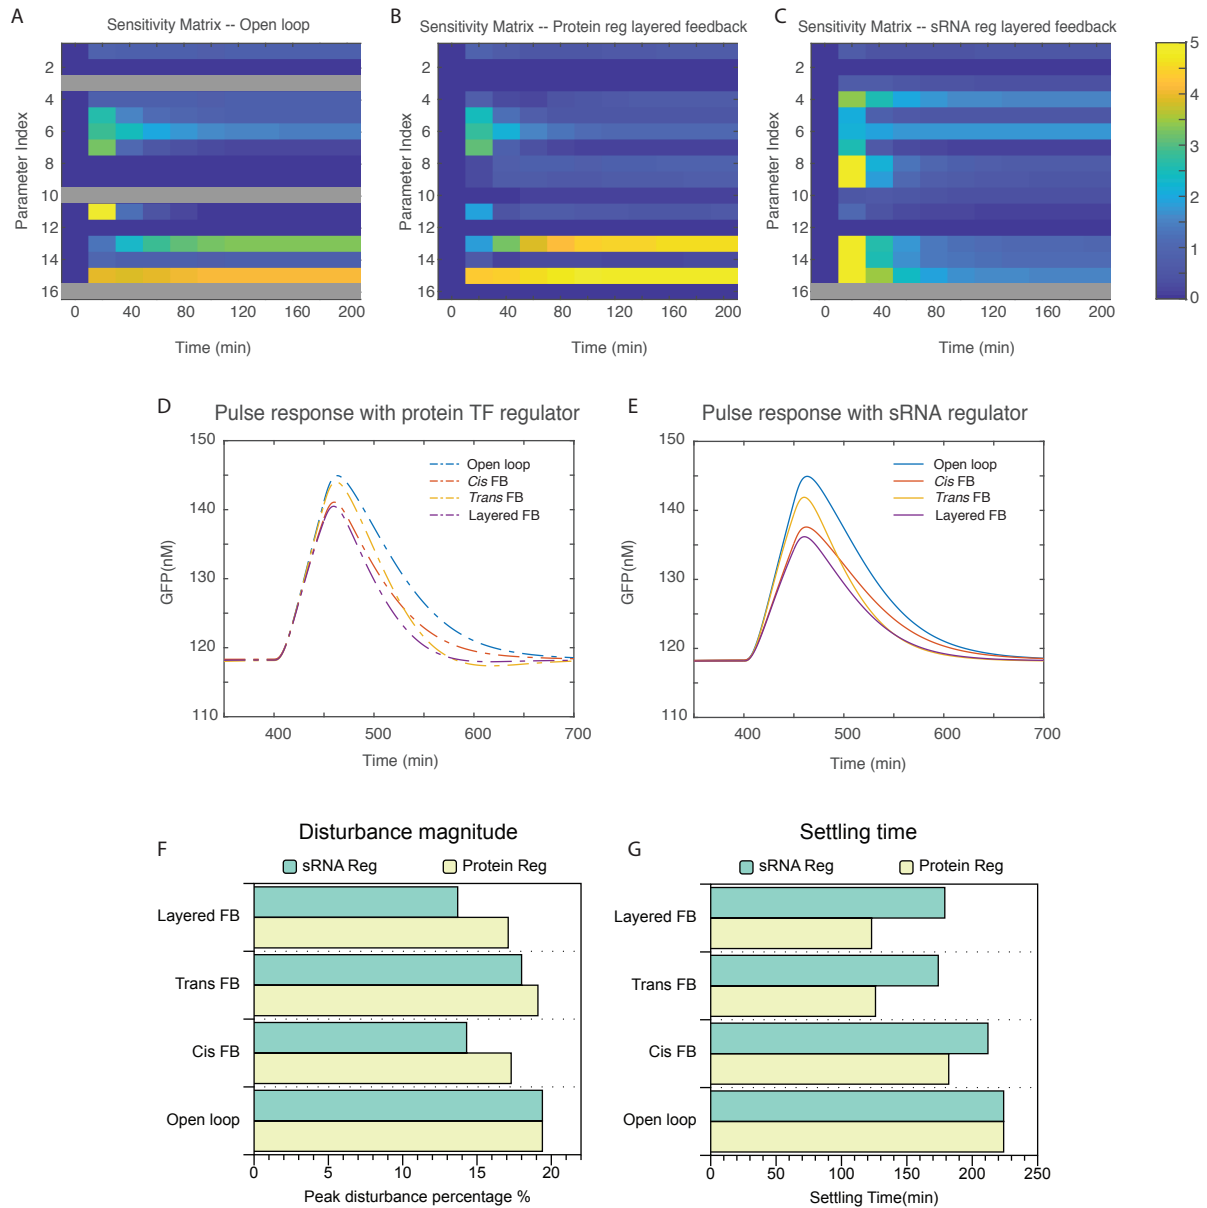 A
Sensitivity Matrix -- Open loop
Parameter Index
2
4
6
8
10
12
14
16
0
40
80
120
160
200
Time (min)
B
Sensitivity Matrix -- Protein reg layered feedback
Parameter Index
2
4
6
8
10
12
14
16
0
40
80
120
160
200
Time (min)
C
Sensitivity Matrix -- sRNA reg layered feedback
Parameter Index
2
4
6
8
10
12
14
16
0
40
80
120
160
200
Time (min)
5
4
3
2
1
0
D
Pulse response with protein TF regulator
GFP(nM)
150
140
130
120
110
Open loop
Cis FB
Trans FB
Layered FB
400
500
600
700
Time (min)
E
Pulse response with sRNA regulator
GFP(nM)
150
140
130
120
110
Open loop
Cis FB
Trans FB
Layered FB
400
500
600
700
Time (min)
F
Disturbance magnitude
sRNA Reg
Protein Reg
Layered FB
Trans FB
Cis FB
Open loop
0
5
10
15
20
Peak disturbance percentage %
G
Settling time
sRNA Reg
Protein Reg
Layered FB
Trans FB
Cis FB
Open loop
0
50
100
150
200
250
Settling Time(min)